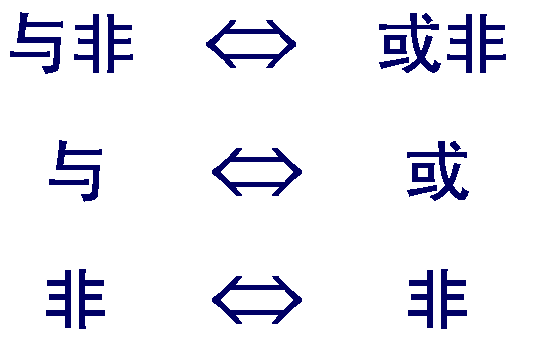 与非 ⇔ 或非
与 ⇔ 或
非 ⇔ 非